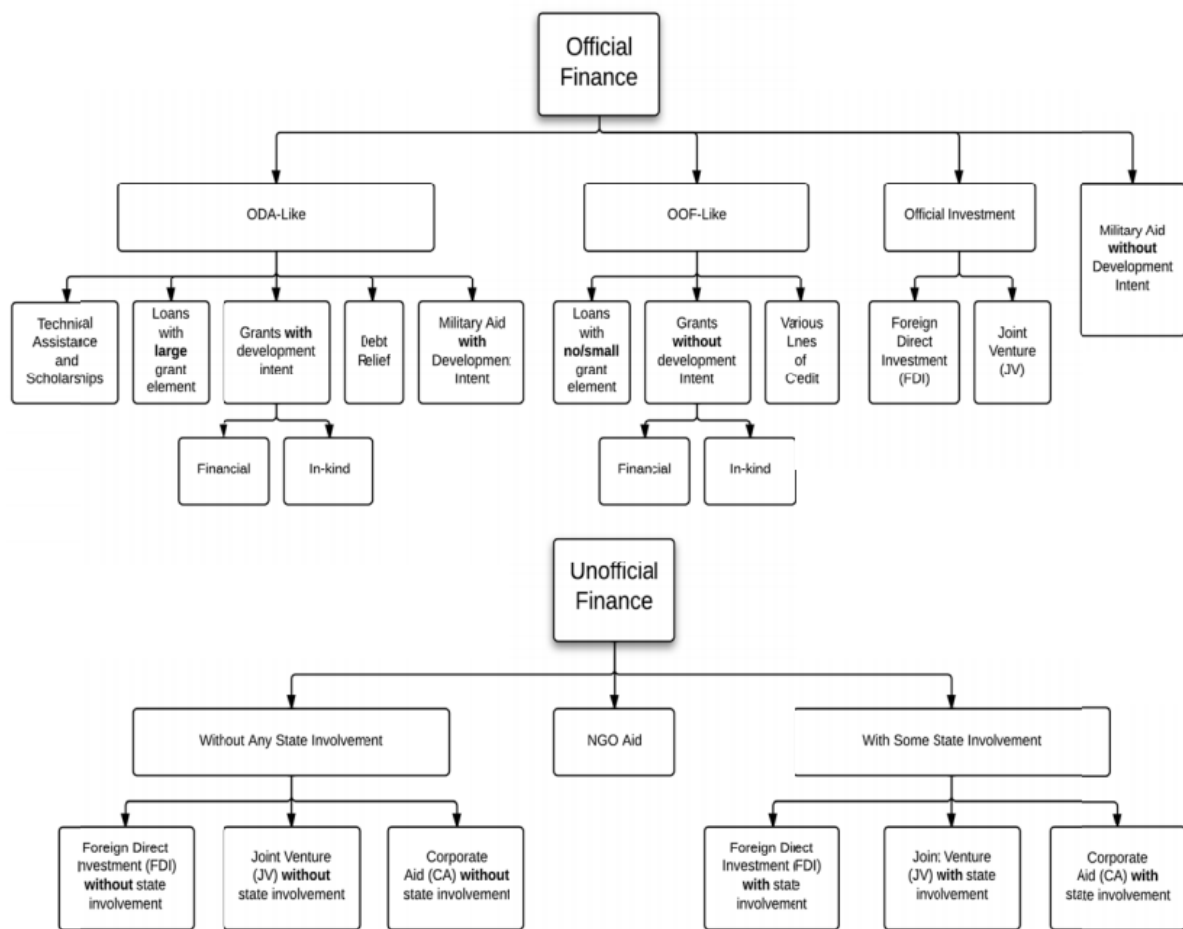 Official
Finance
ODA-Like
OOF-Like
Official Investment
Military Aid
without
Development
Intent
Technical
Assistance
and
Scholarships
Loans
with
large
grant
element
Grants with
development
intent
Debt
Relief
Military Aid
with
Development
Intent
Loans
with
no/small
grant
element
Grants
without
development
Intent
Various
Lnes
of
Credit
Foreign
Direct
Investment
(FDI)
Joint
Venture
(JV)
Financial
In-kind
Financial
In-kind
Unofficial
Finance
Without Any State Involvement
NGO Aid
With Some State Involvement
Foreign Direct
Investment (FDI)
without state
involvement
Joint Venture
(JV) without
state involvement
Corporate
Aid (CA) without
state involvement
Foreign Direct
Investment (FDI)
with state
involvement
Joint Venture
(JV) with state
involvement
Corporate
Aid (CA) with
state involvement